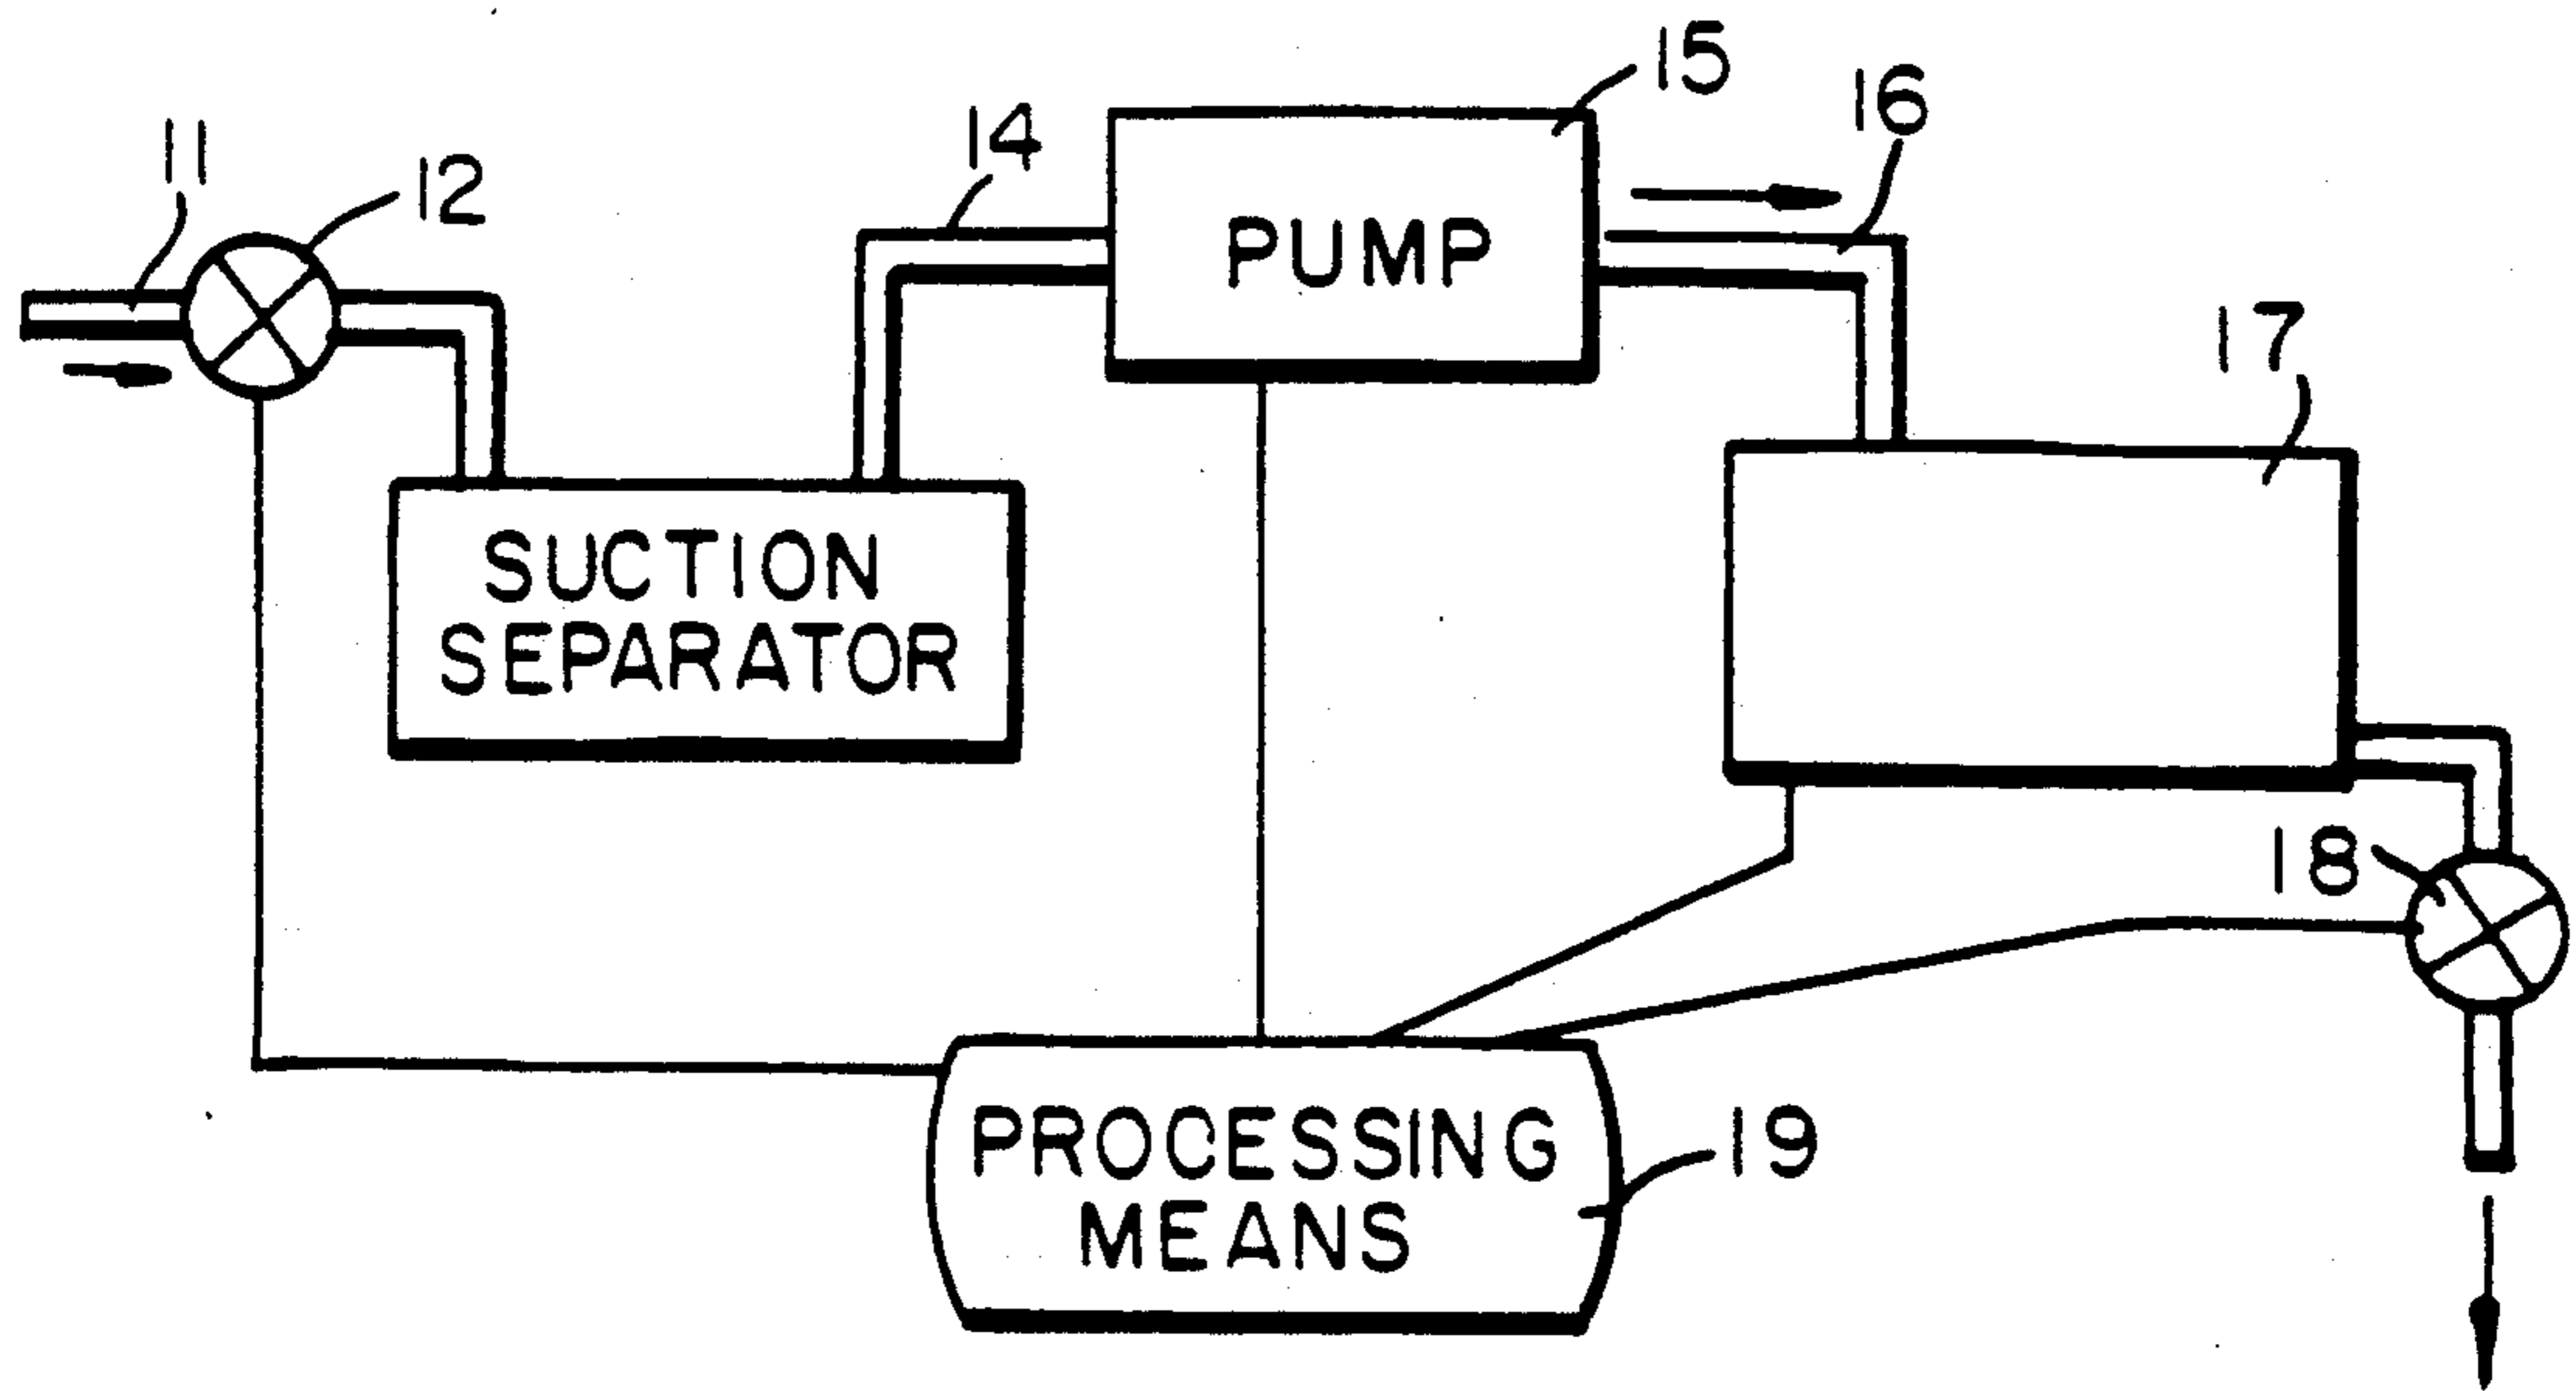 11
12
14
15
16
PUMP
17
SUCTION
SEPARATOR
18
PROCESSING
MEANS
19